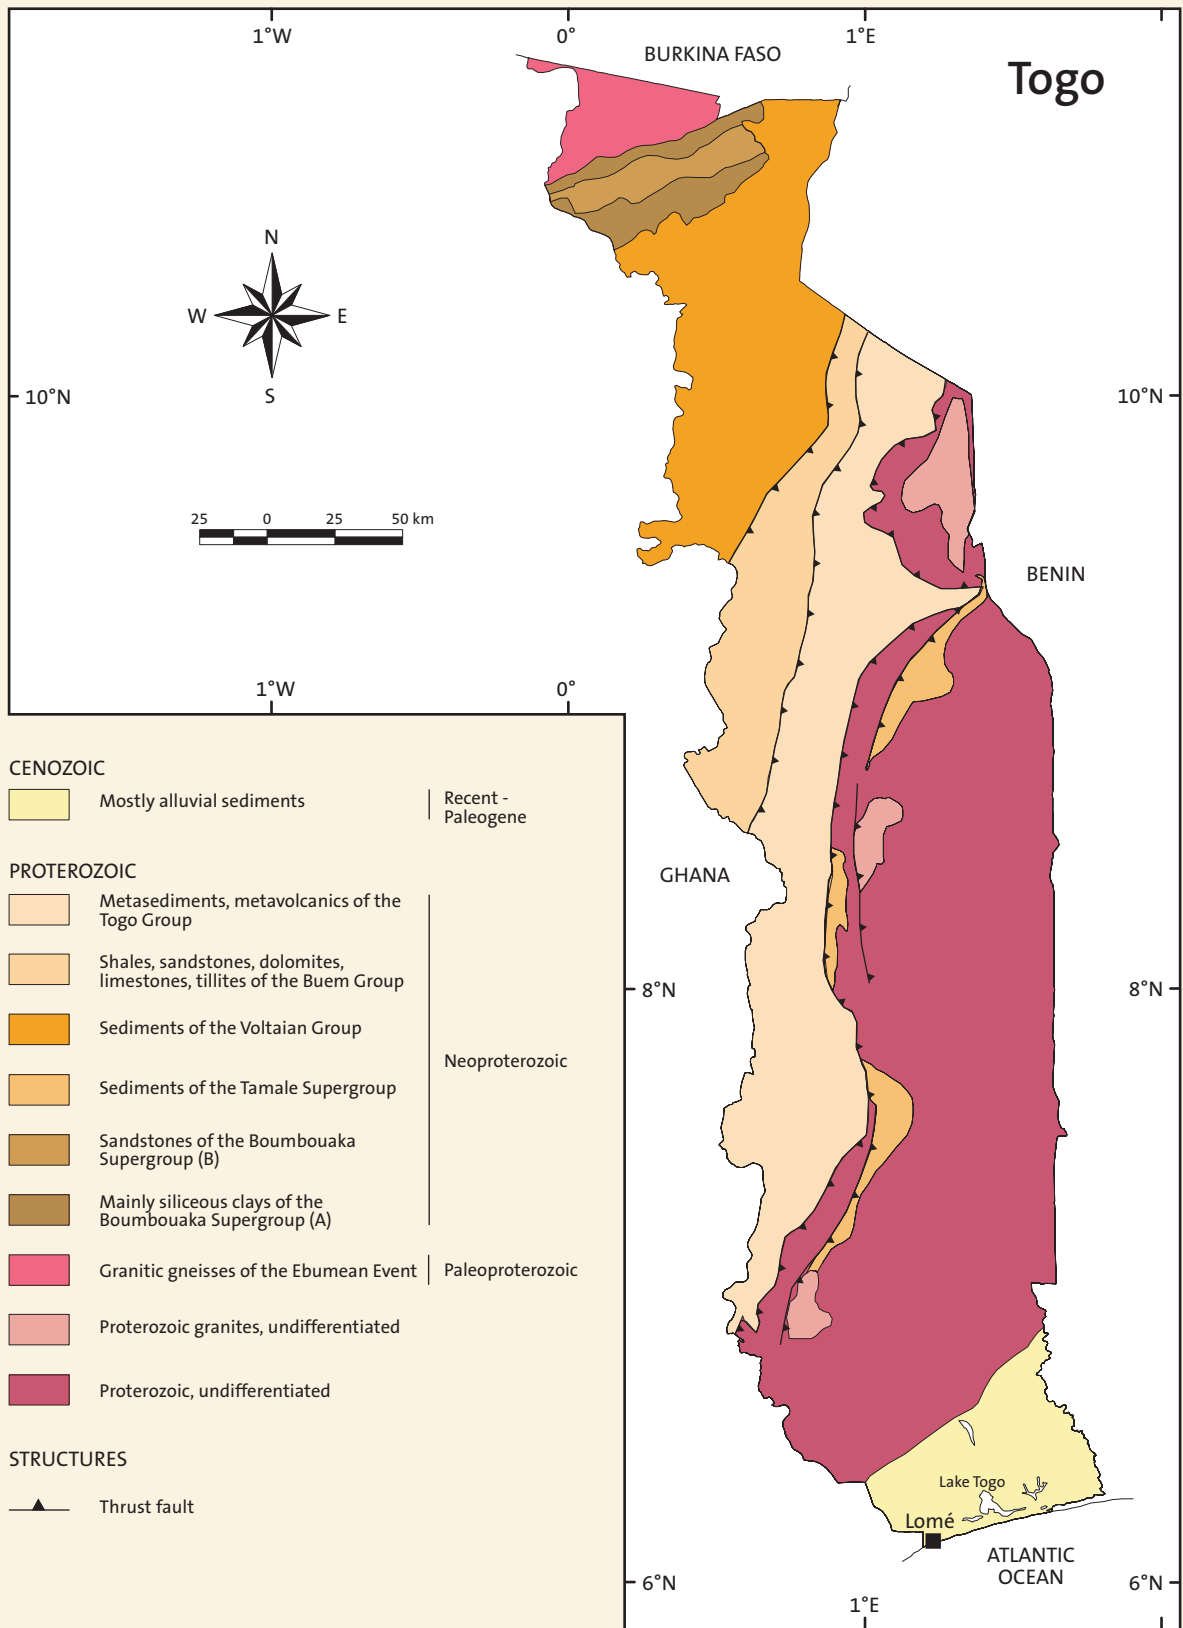 1°W
0°
1°E
BURKINA FASO
Togo
N
W
E
S
10°N
10°N
25
0
25
50 km
BENIN
1°W
0°
CENOZOIC
Mostly alluvial sediments
Recent -
Paleogene
PROTEROZOIC
GHANA
Metasediments, metavolcanics of the
Togo Group
Shales, sandstones, dolomites,
limestones, tillites of the Buem Group
8°N
8°N
Sediments of the Voltaian Group
Neoproterozoic
Sediments of the Tamale Supergroup
Sandstones of the Boumbouaka
Supergroup (B)
Mainly siliceous clays of the
Boumbouaka Supergroup (A)
Granitic gneisses of the Ebumean Event
Paleoproterozoic
Proterozoic granites, undifferentiated
Proterozoic, undifferentiated
STRUCTURES
Thrust fault
Lake Togo
Lomé
ATLANTIC
OCEAN
6°N
6°N
1°E